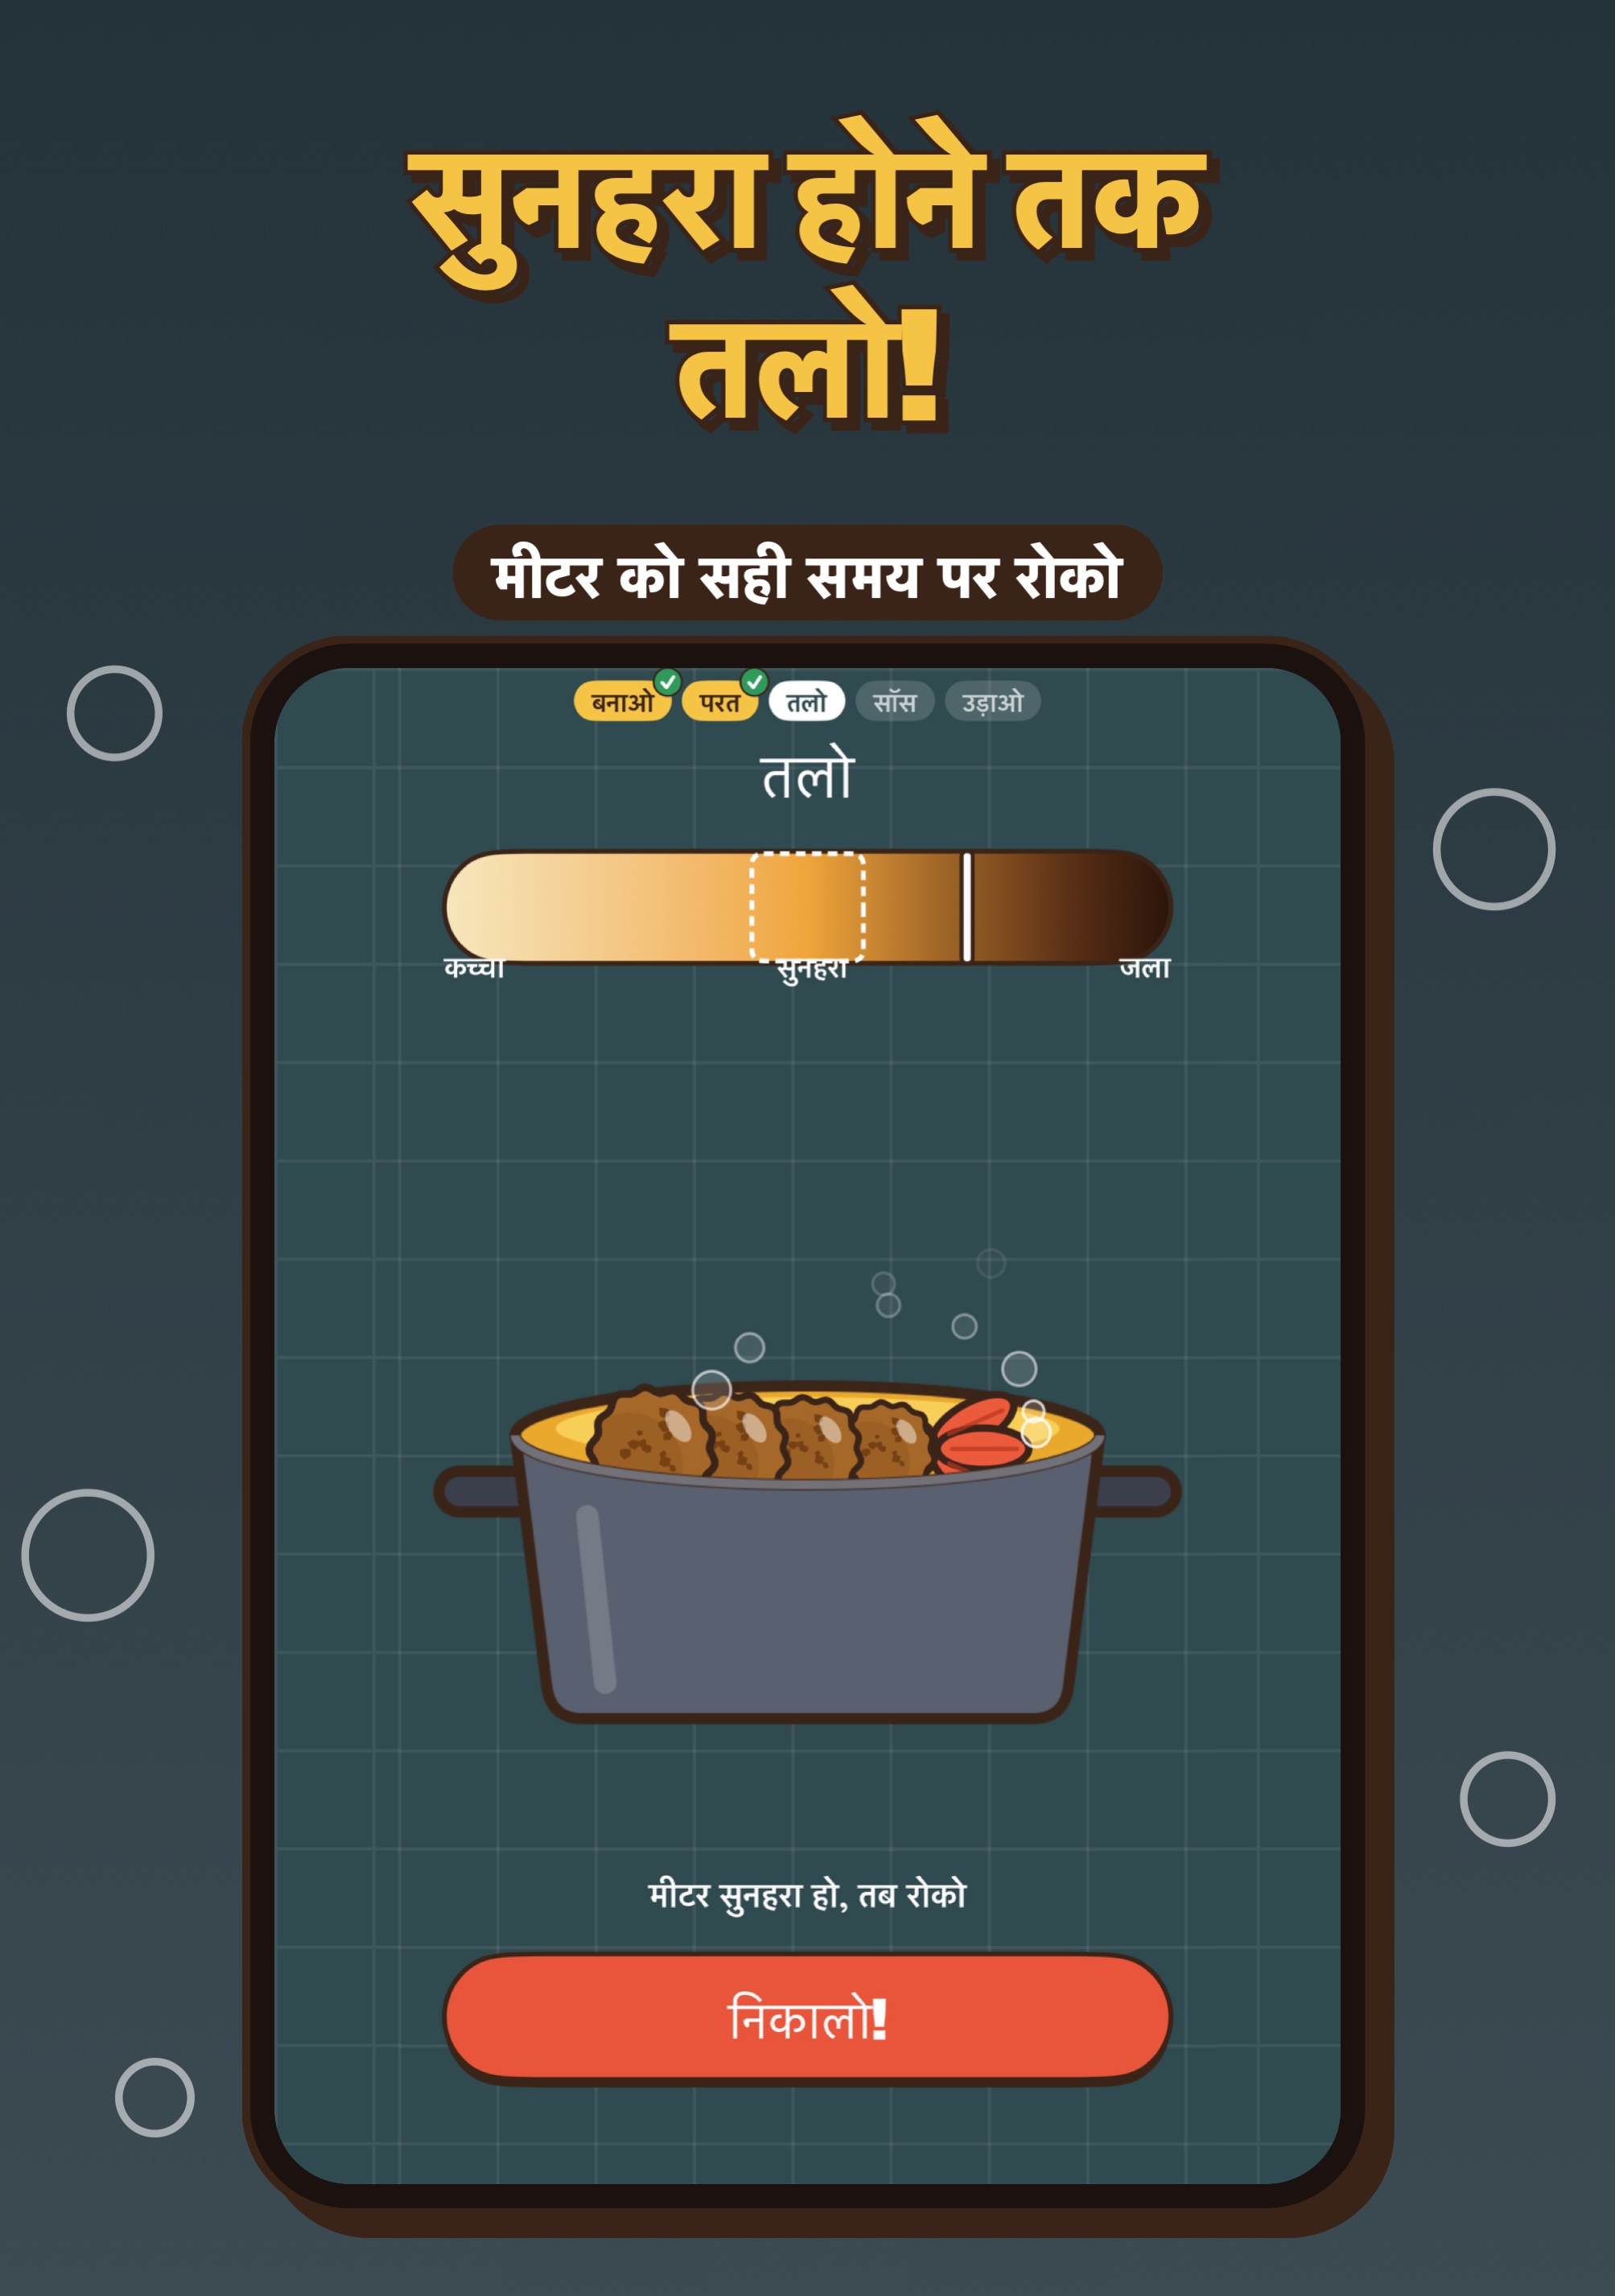 सुनहरा होने तक
तलो!
मीटर को सही समय पर रोको
बनाओ परत तलो सॉस उड़ाओ
तलो
कच्चा सुनहरा जला
मीटर सुनहरा हो, तब रोको
निकालो!